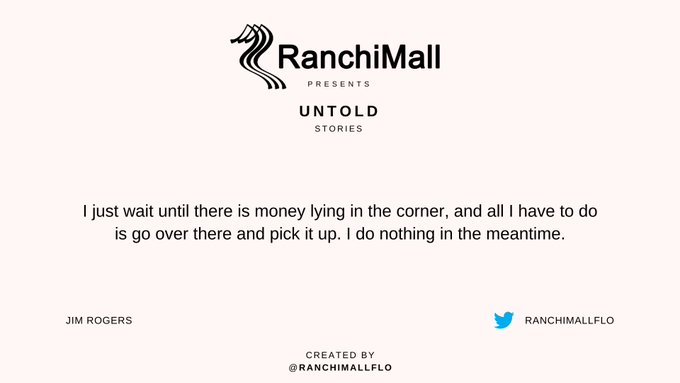 RanchiMall
PRESENTS
UNTOLD
STORIES
I just wait until there is money lying in the corner, and all I have to do
is go over there and pick it up. I do nothing in the meantime.
JIM ROGERS
RANCHIMALLFLO
CREATED BY
@RANCHIMALLFLO